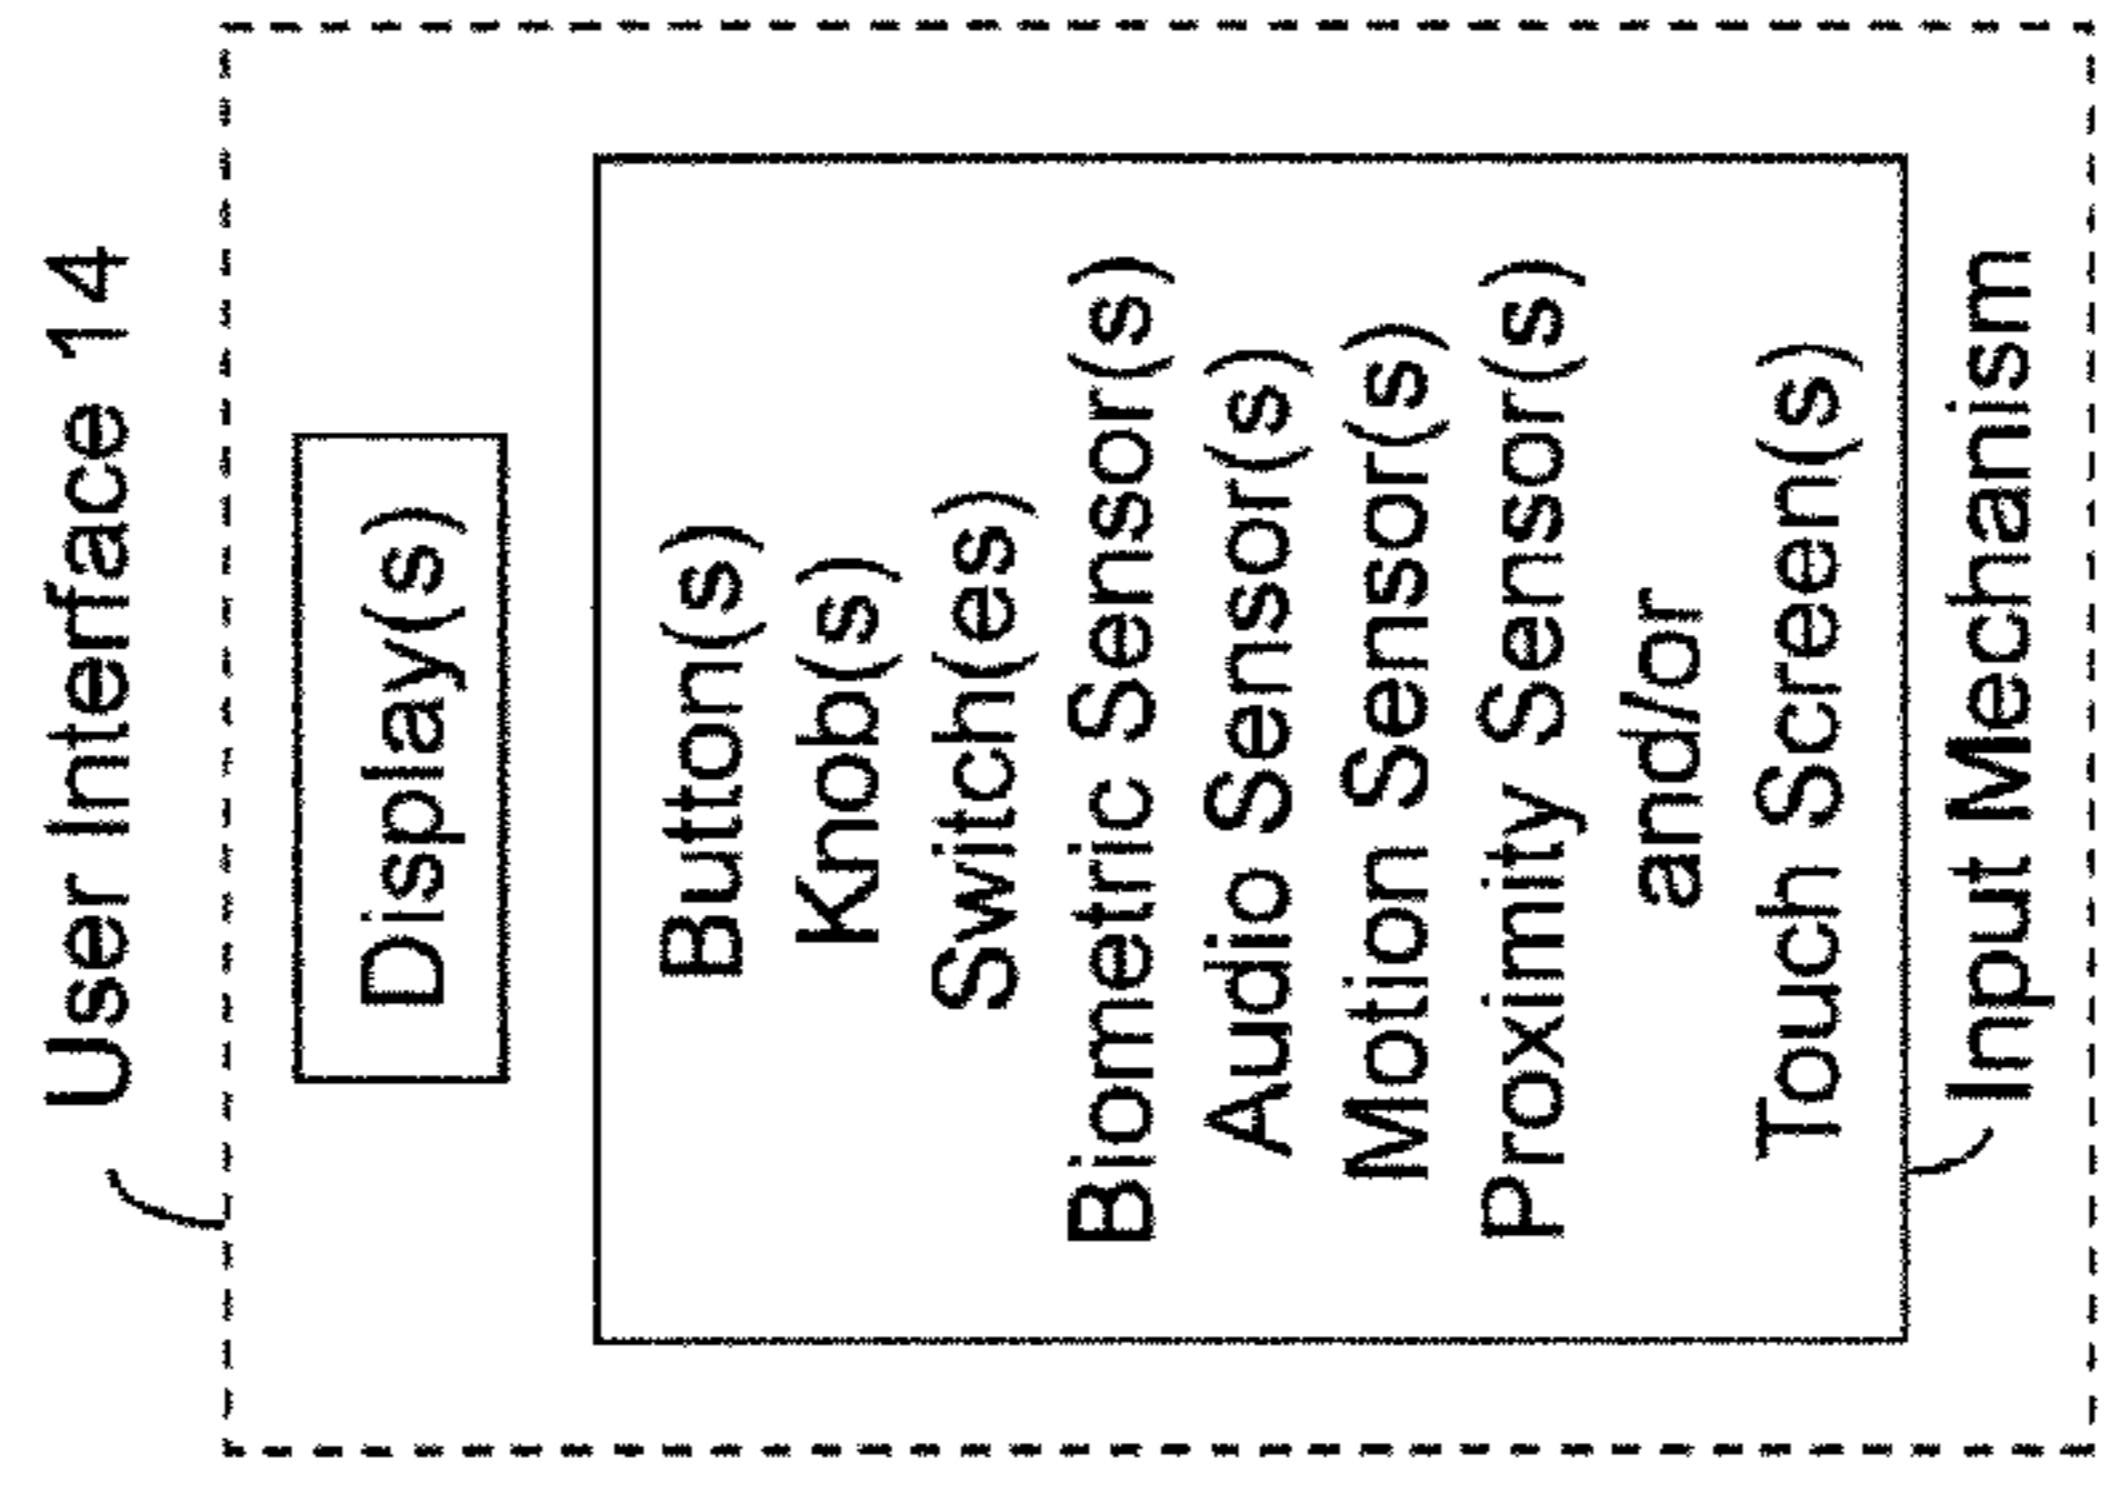 User Interface 14
Display(s)
Button(s)
Knob(s)
Switch(es)
Biometric Sensor(s)
Audio Sensor(s)
Motion Sensor(s)
Proximity Sensor(s)
and/or
Touch Screen(s)
Input Mechanism